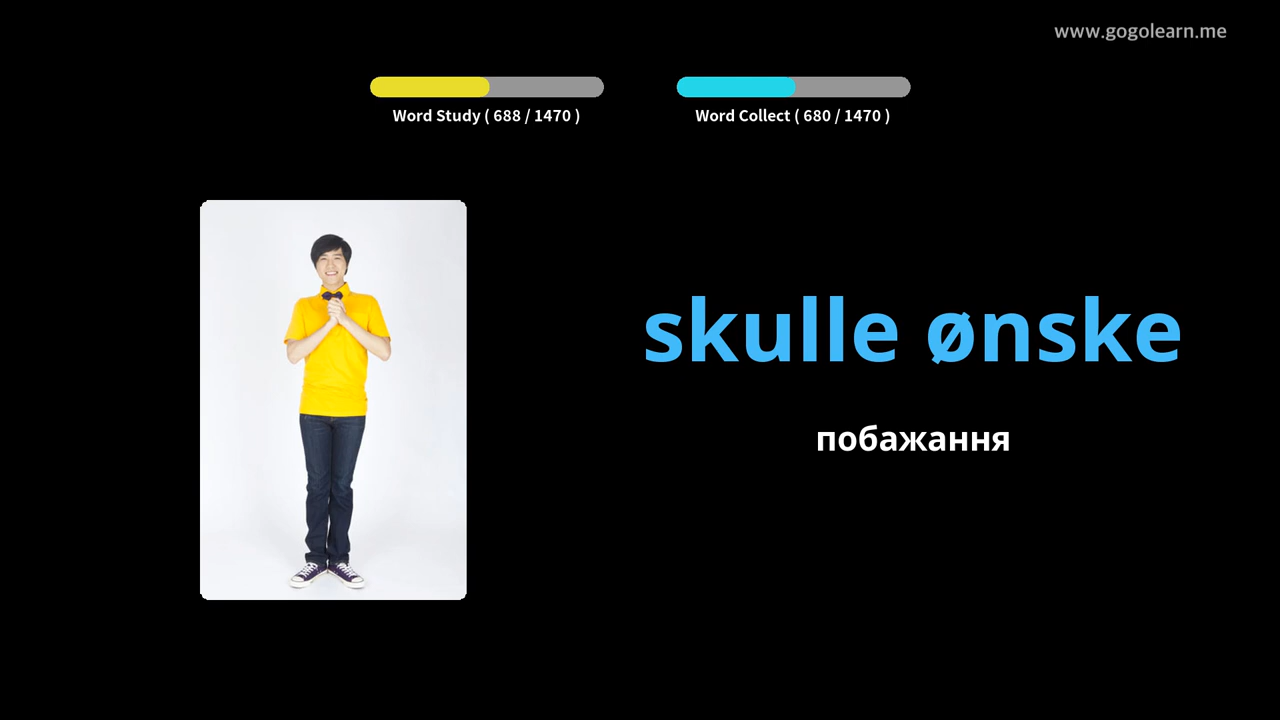 www.gogolearn.me
Word Study ( 688 / 1470 )
Word Collect ( 680 / 1470 )
skulle ønske
побажання